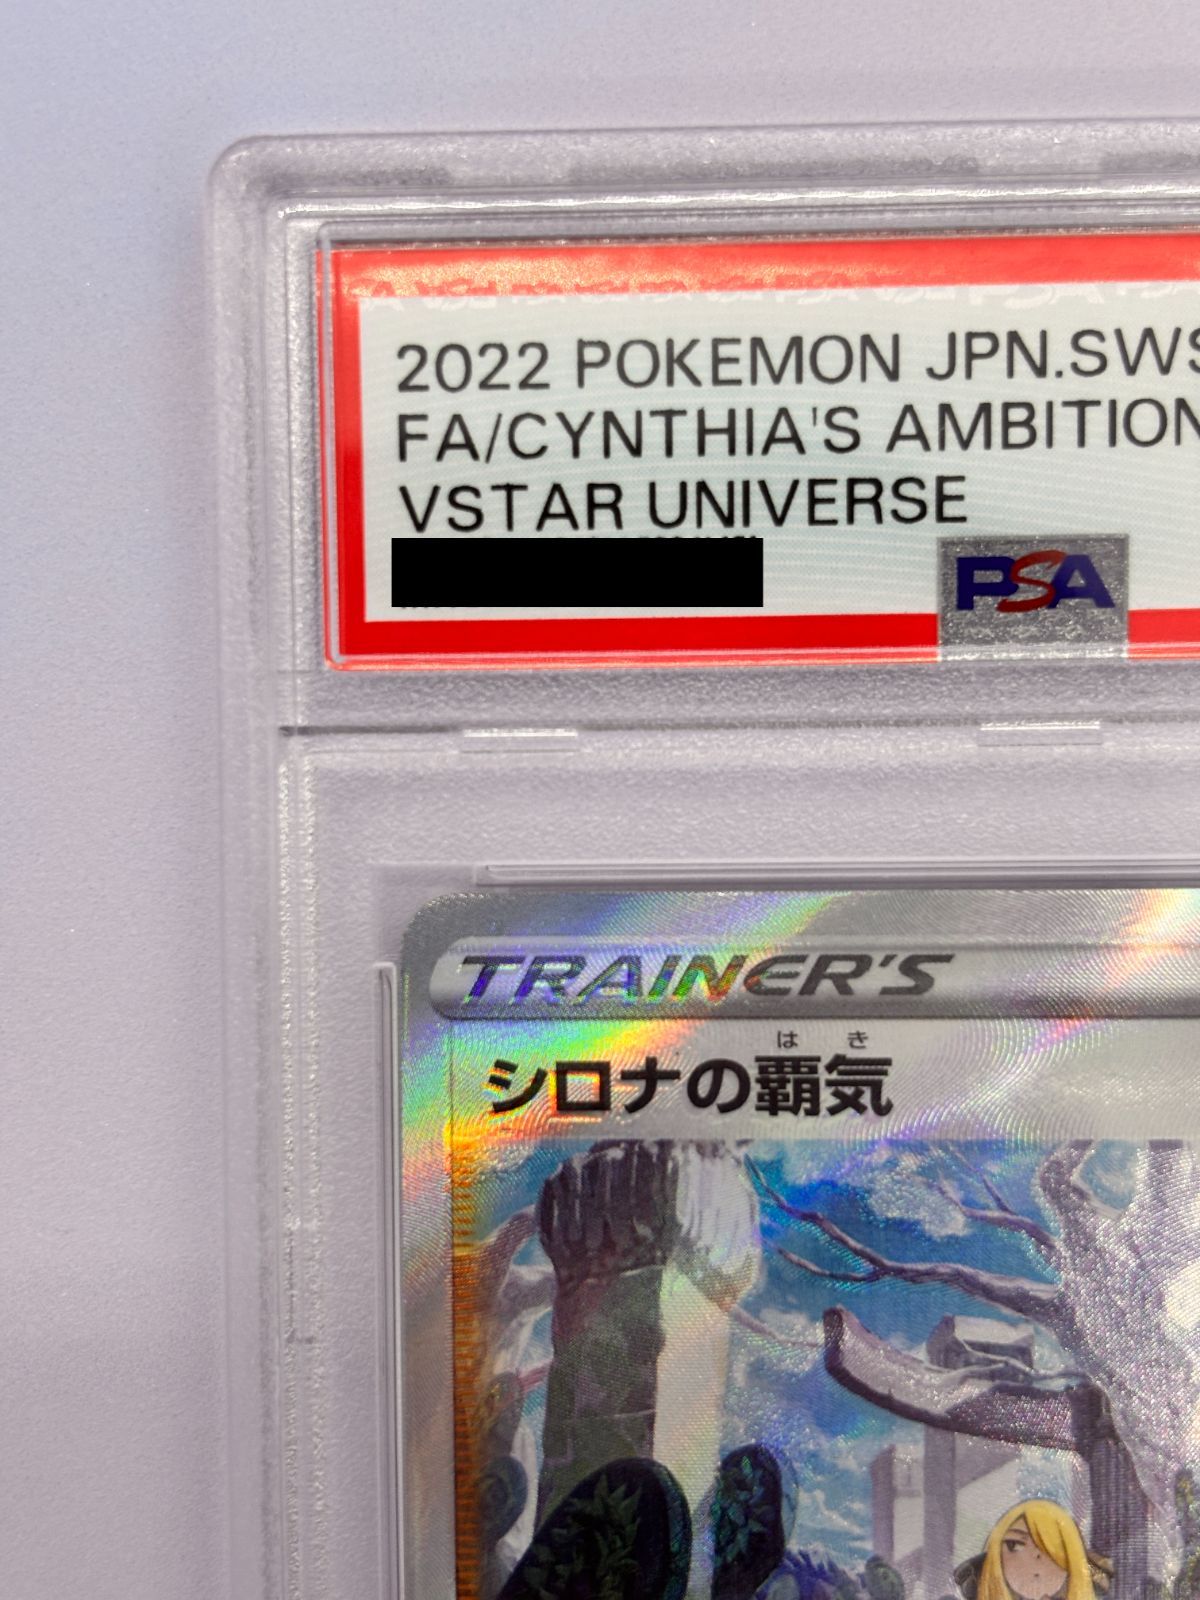 2022 POKEMON JPN.SWS
FA/CYNTHIA'S AMBITION
VSTAR UNIVERSE
PSA
TRAINER'S
はき
シロナの覇気